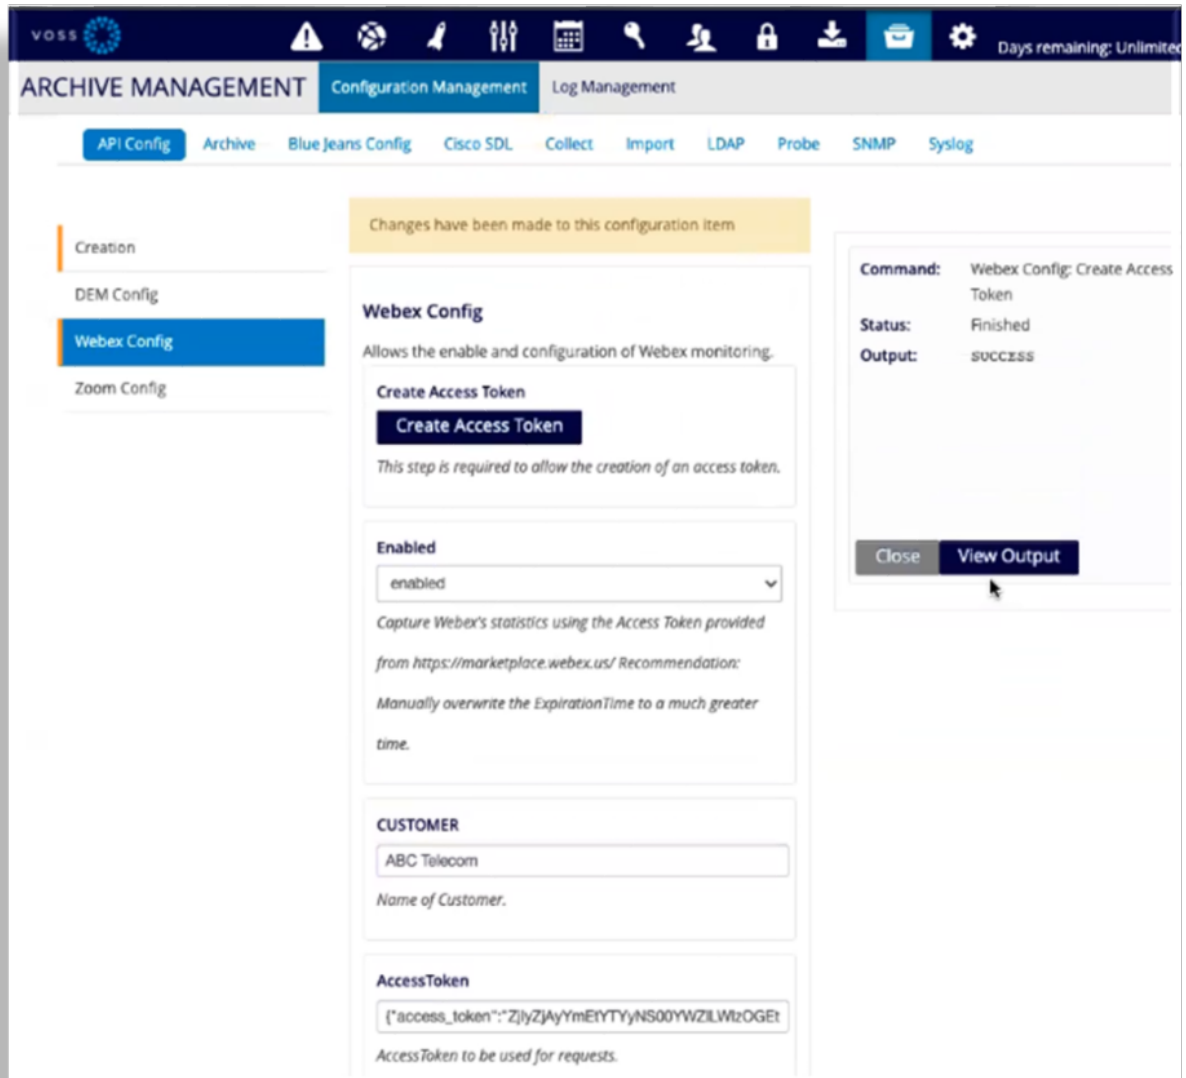 VOSS
Days remaining: Unlimited
ARCHIVE MANAGEMENT
Configuration Management
Log Management
API Config
Archive
Blue Jeans Config
Cisco SDL
Collect
Import
LDAP
Probe
SNMP
Syslog
Creation
DEM Config
Webex Config
Zoom Config
Changes have been made to this configuration item
Webex Config
Allows the enable and configuration of Webex monitoring.
Create Access Token
Create Access Token
This step is required to allow the creation of an access token.
Enabled
enabled
Capture Webex's statistics using the Access Token provided
from https://marketplace.webex.us/ Recommendation:
Manually overwrite the ExpirationTime to a much greater
time.
CUSTOMER
ABC Telecom
Name of Customer.
AccessToken
{"access_token":"ZjIyZjAyYmEtYTYyNS00YWZlLWIzOGEt
AccessToken to be used for requests.
Command: Webex Config: Create Access
Token
Status: Finished
Output: success
Close
View Output